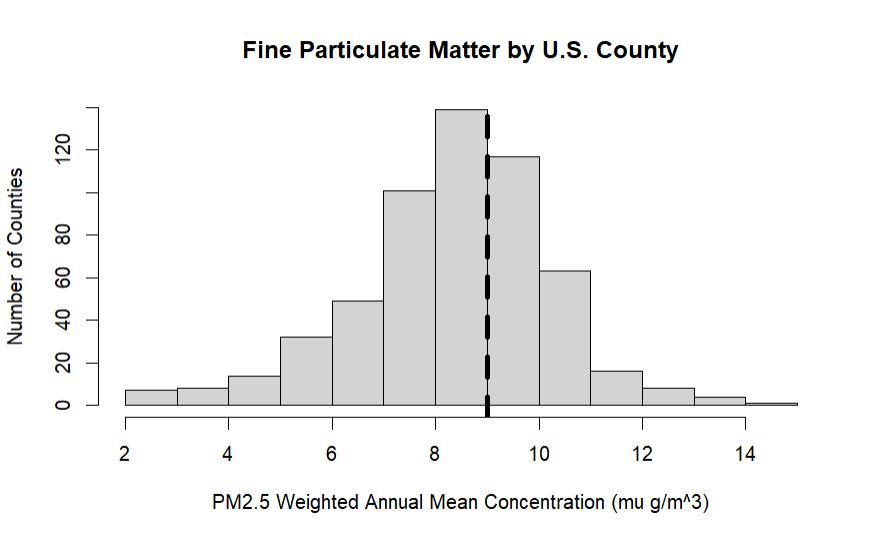 Fine Particulate Matter by U.S. County
Number of Counties
120
80
60
40
20
0
2 4 6 8 10 12 14
PM2.5 Weighted Annual Mean Concentration (mu g/m^3)